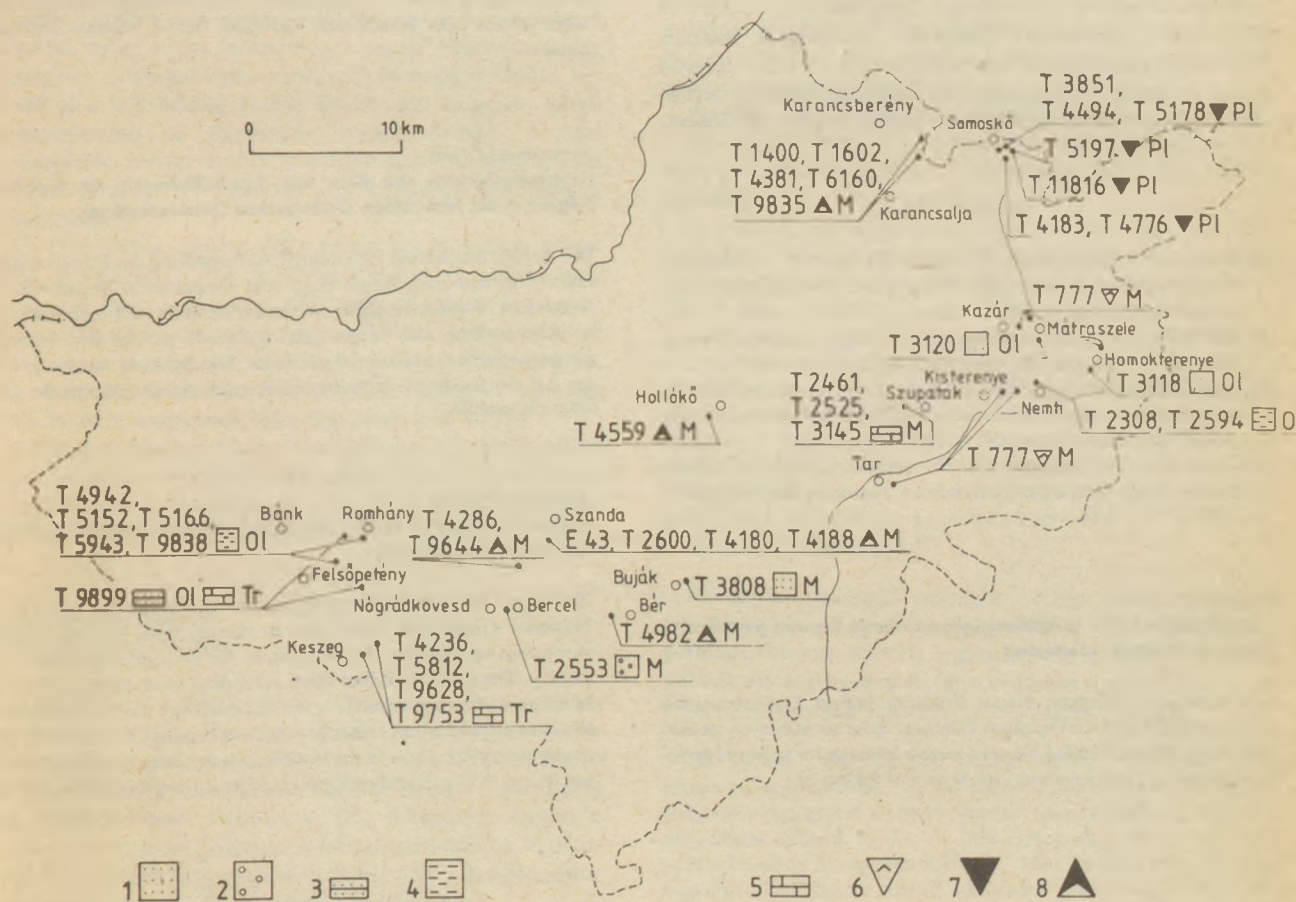 0 10 km
Karancsberény
Samoskő
T 3851,
T 4494, T 5178 Pl
T 5197 Pl
T 11816 Pl
T 4183, T 4776 Pl
T 1400, T 1602,
T 4381, T 6160,
T 9835 M
Karancsalja
T 777 M
Kazár
Mátraszele
T 3120 Ol
Homokterenye
T 3118 Ol
Kisterenye
Szupatak
Nemti
T 2461,
T 2525,
T 3145 M
T 2308, T 2594 O
Hollókő
T 4559 M
T 777 M
Tar
T 4942,
T 5152, T 5166,
T 5943, T 9838 Ol
Bánk
Romhány
T 4286,
T 9644 M
Szanda
E 43, T 2600, T 4180, T 4188 M
Felsőpetény
T 9899 Ol Tr
Buják
T 3808 M
Nógrádkövesd
Bercel
Bér
T 4982 M
Keszeg
T 4236,
T 5812,
T 9628,
T 9753 Tr
T 2553 M
1 2 3 4 5 6 7 8